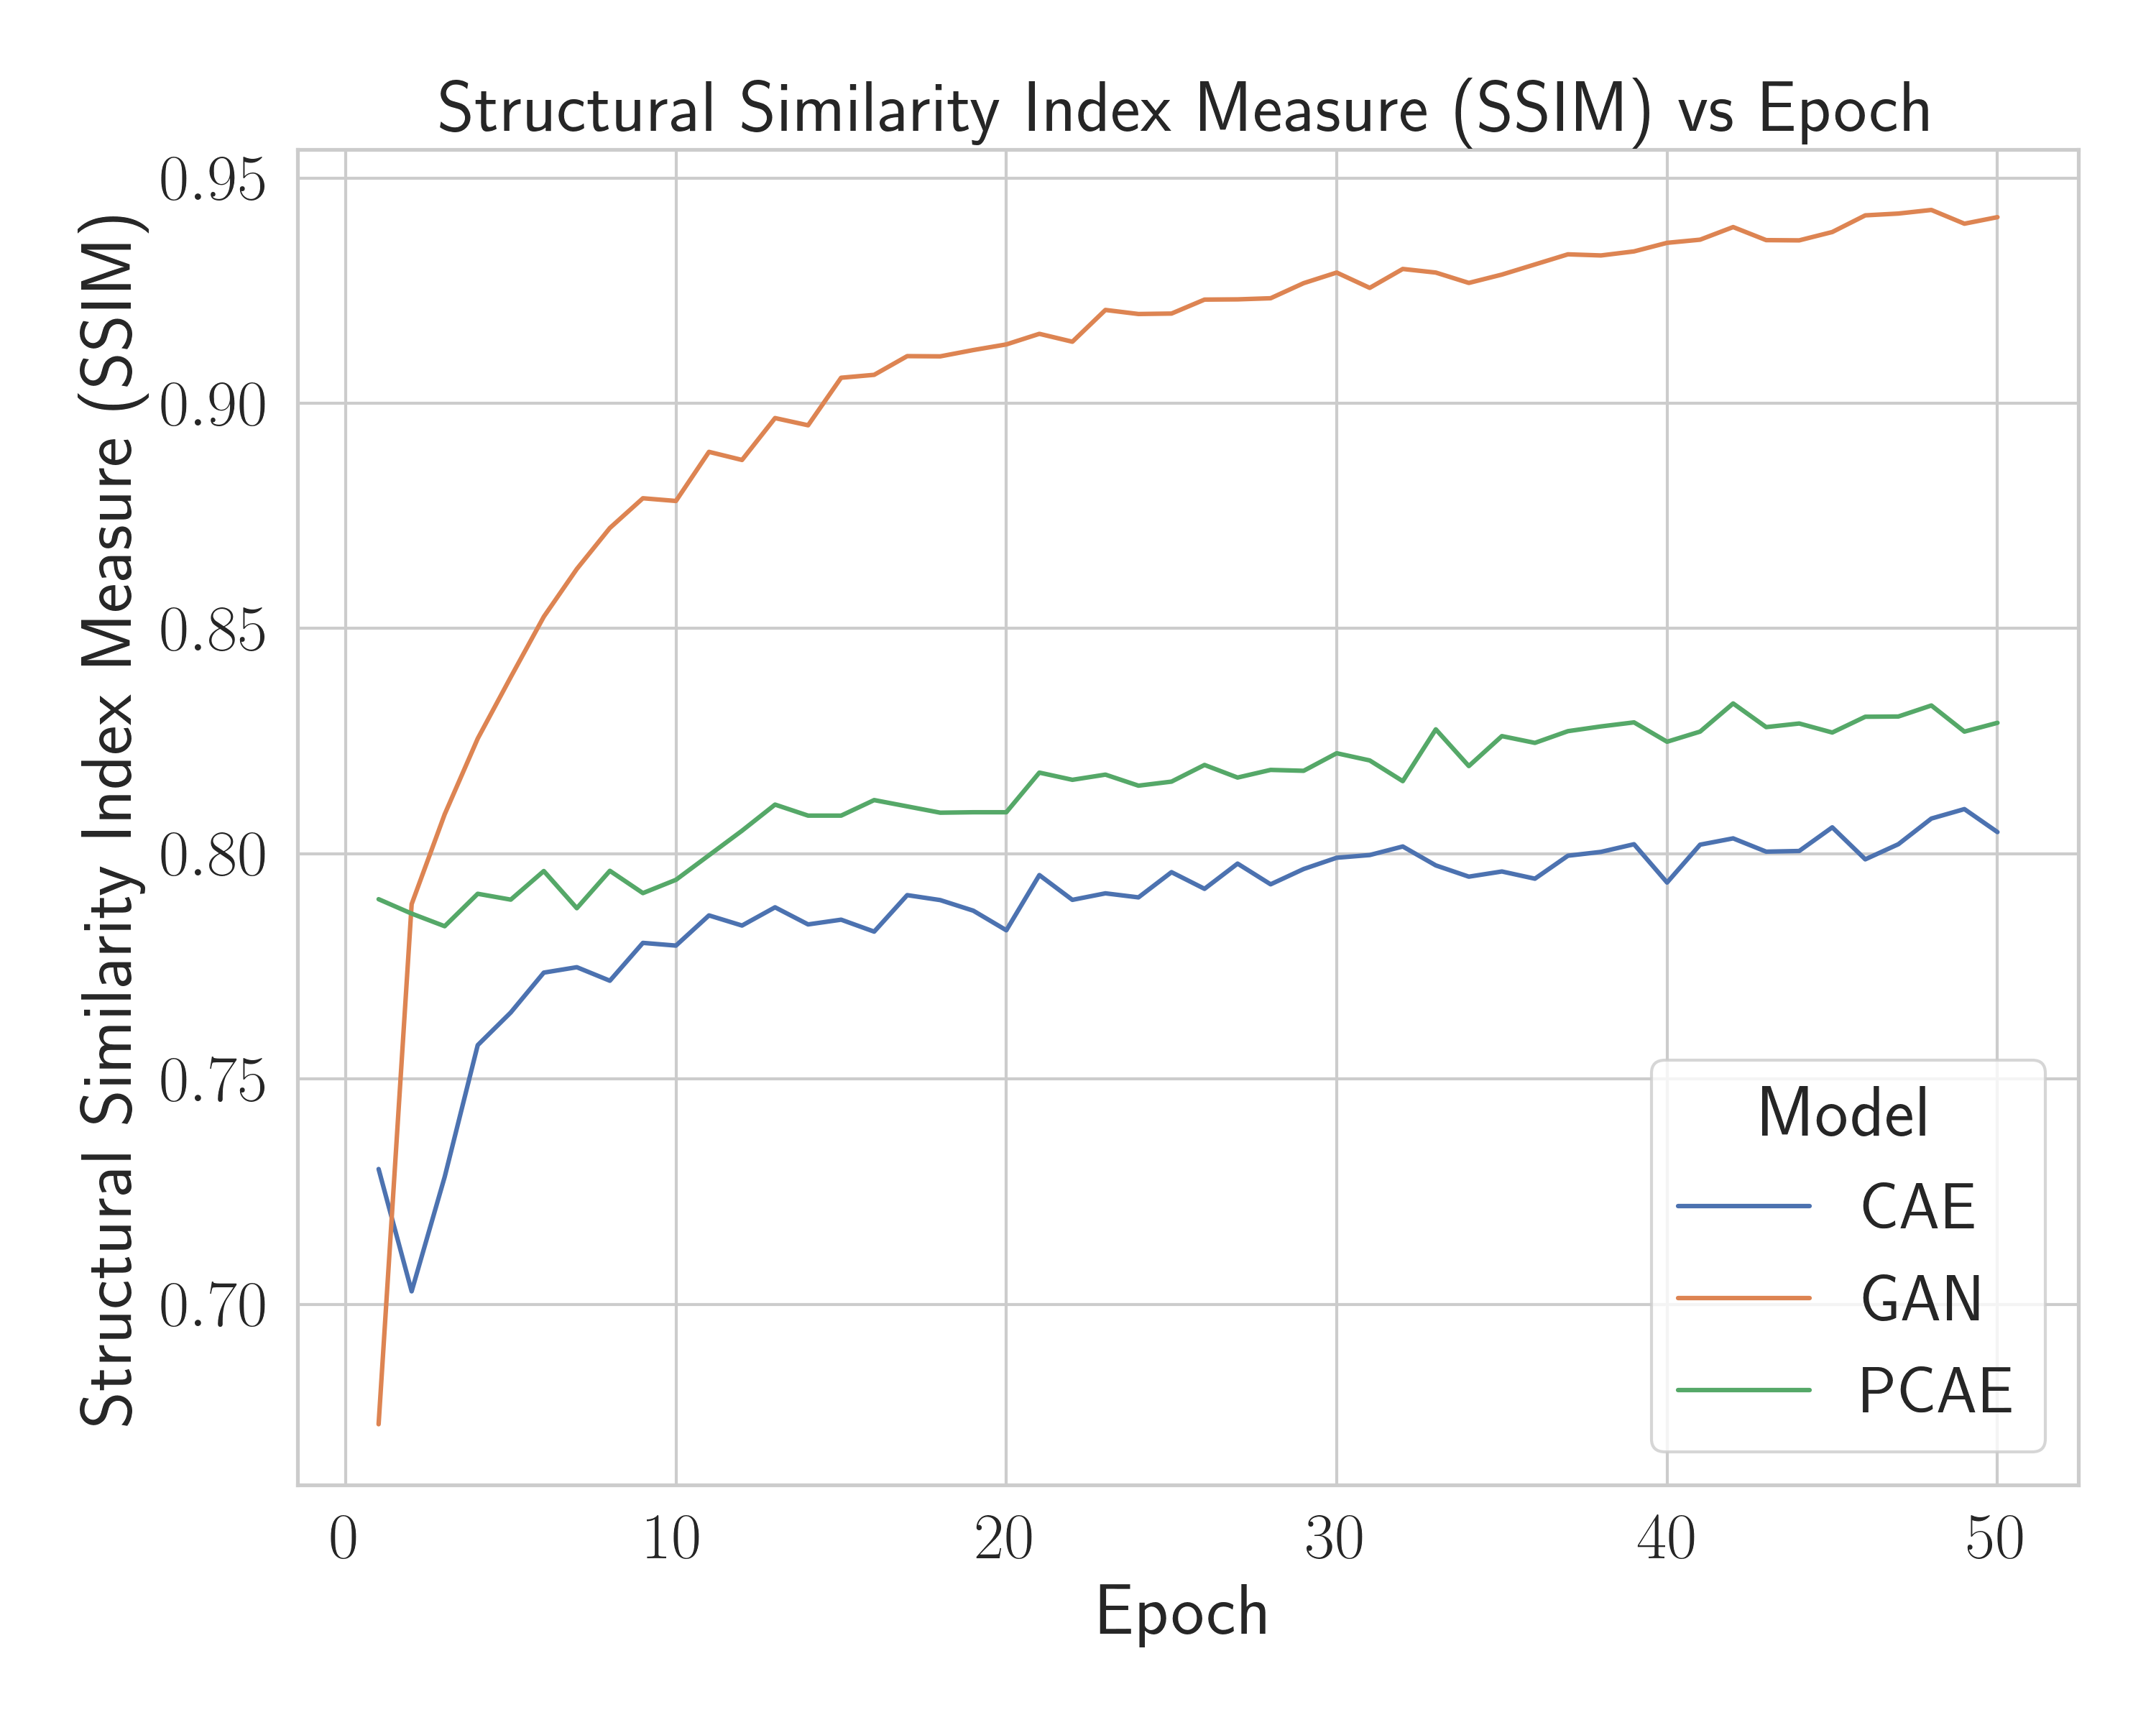 Structural Similarity Index Measure (SSIM) vs Epoch
Structural Similarity Index Measure (SSIM)
0.95
0.90
0.85
0.80
0.75
0.70
Model
CAE
GAN
PCAE
0 10 20 30 40 50
Epoch